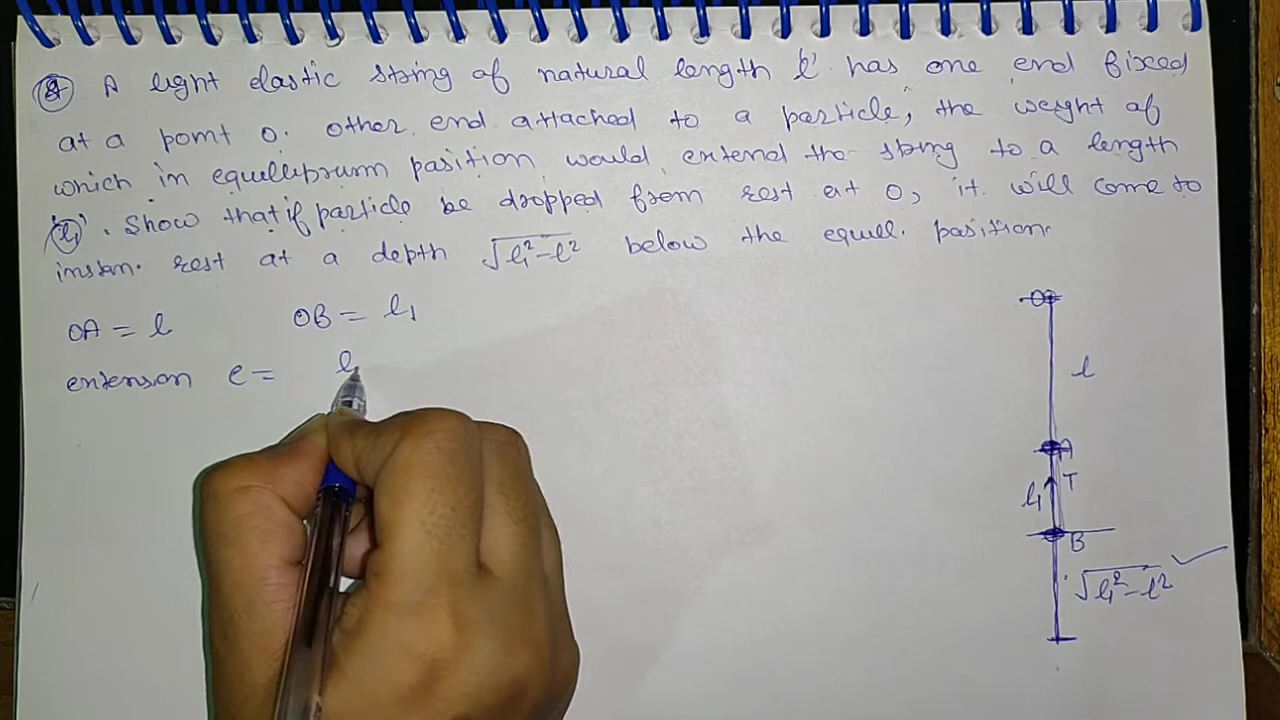 A light elastic string of natural length 'l' has one end fixed
at a point O. other end attached to a particle, the weight of
which in equellibrum position would extend the string to a length
'l₁'. Show that if particle be dropped from rest at O, it will come to
instan. rest at a depth √l₁²-l² below the equill. position.
OA = l OB = l₁
extension e = l
O
l
A
T
l₁
B
√l₁²-l²